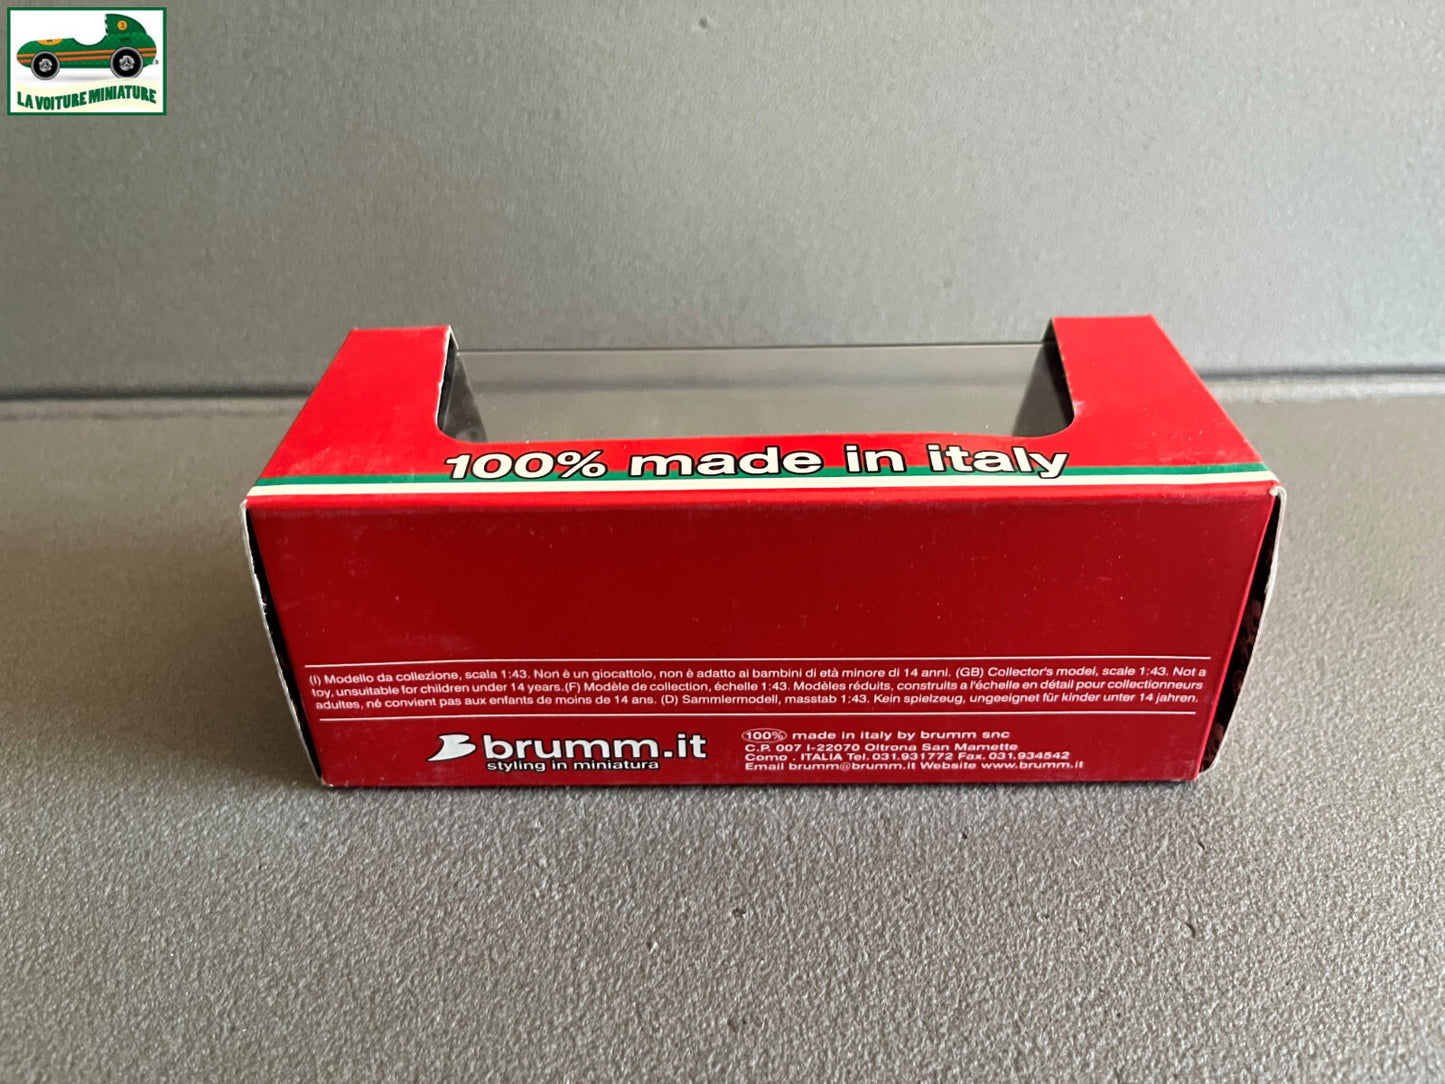 3
LA VOITURE MINIATURE
100% made in italy
(I) Modello da collezione, scala 1:43. Non è un giocattolo, non è adatto ai bambini di età minore di 14 anni. (GB) Collector's model, scale 1:43. Not a
toy, unsuitable for children under 14 years.(F) Modèle de collection, échelle 1:43. Modèles réduits, construits a l'échelle en détail pour collectionneurs
adultes, né convient pas aux enfants de moins de 14 ans. (D) Sammlermodell, masstab 1:43. Kein spielzeug, ungeeignet für kinder unter 14 jahren.
brumm.it
styling in miniatura
100% made in italy by brumm snc
C.P. 007 I-22070 Oltrona San Mamette
Como . ITALIA Tel. 031.931772 Fax. 031.934542
Email brumm@brumm.it Website www.brumm.it